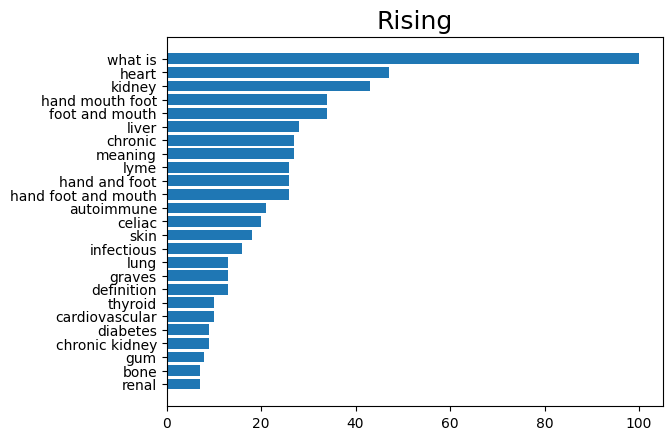 Rising
what is
heart
kidney
hand mouth foot
foot and mouth
liver
chronic
meaning
lyme
hand and foot
hand foot and mouth
autoimmune
celiac
skin
infectious
lung
graves
definition
thyroid
cardiovascular
diabetes
chronic kidney
gum
bone
renal
0 20 40 60 80 100